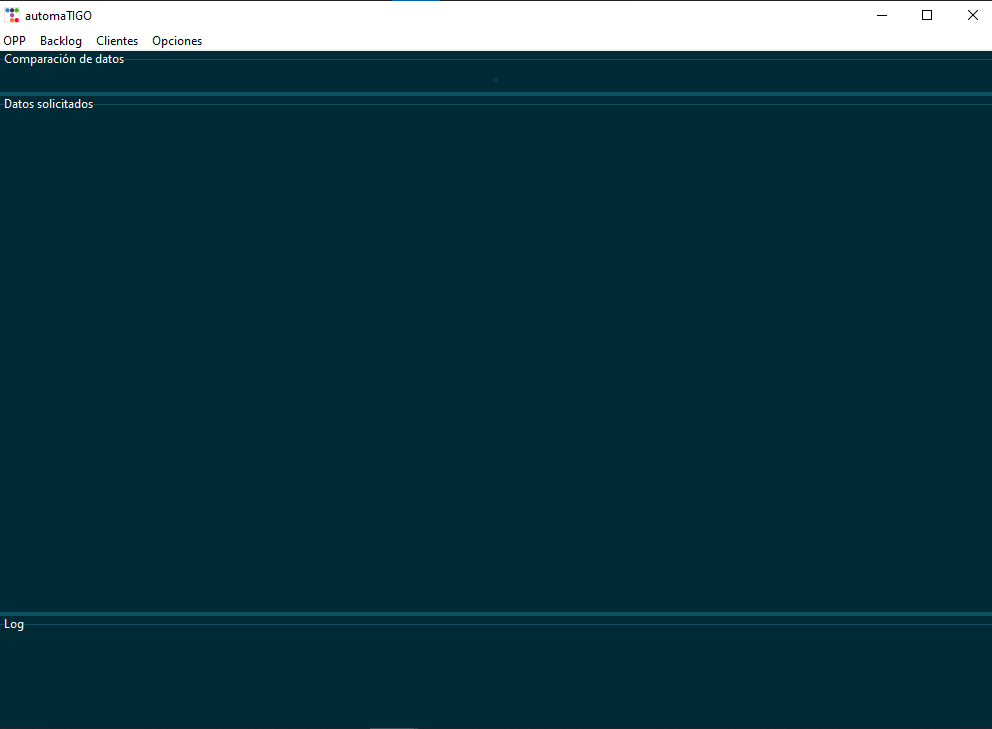 automaTIGO
OPP Backlog Clientes Opciones
Comparación de datos
Datos solicitados
Log